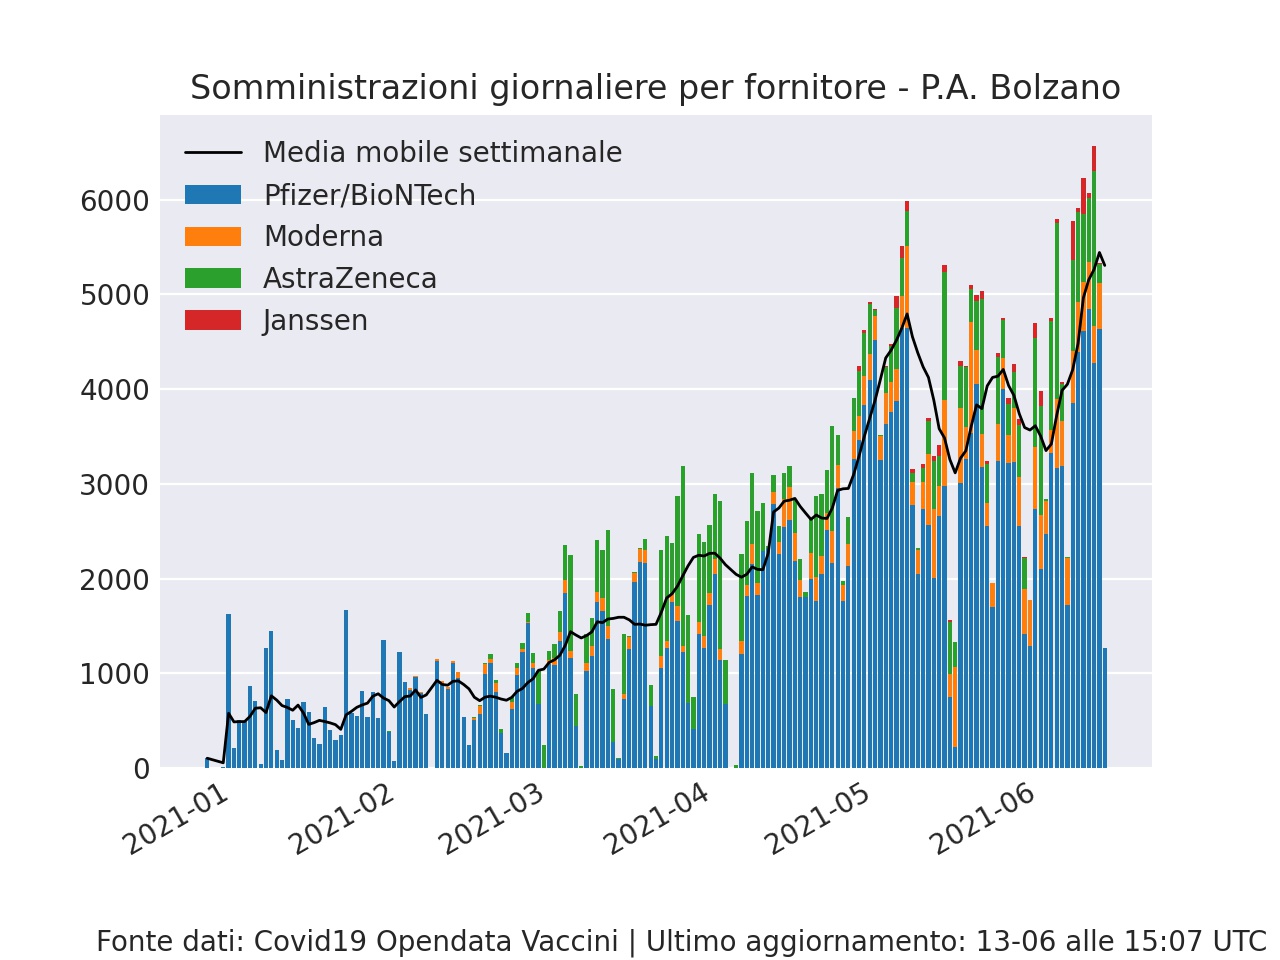 Somministrazioni giornaliere per fornitore - P.A. Bolzano
Media mobile settimanale
Pfizer/BioNTech
Moderna
AstraZeneca
Janssen
6000
5000
4000
3000
2000
1000
0
2021-01
2021-02
2021-03
2021-04
2021-05
2021-06
Fonte dati: Covid19 Opendata Vaccini | Ultimo aggiornamento: 13-06 alle 15:07 UTC